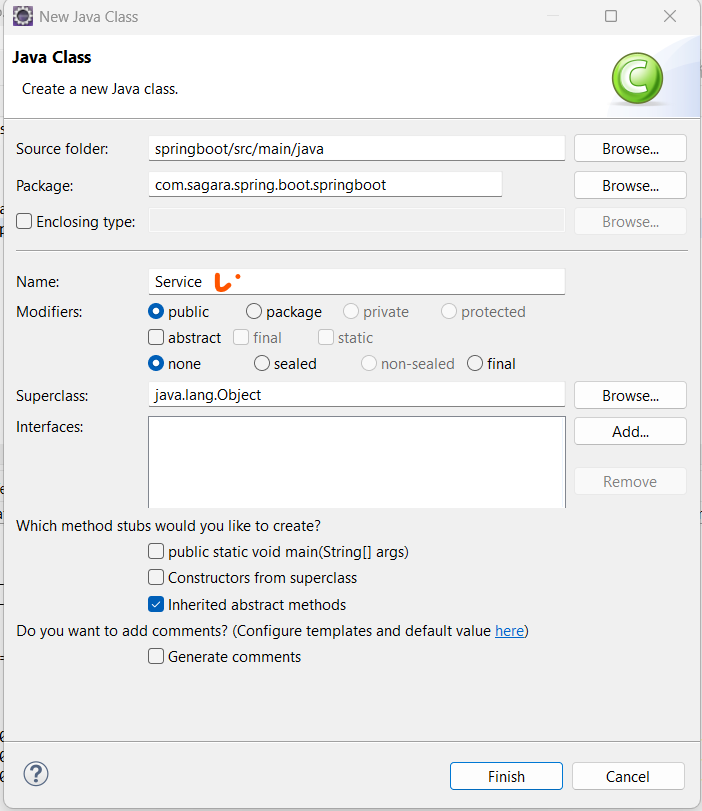 New Java Class
Java Class
Create a new Java class.
Source folder: springboot/src/main/java Browse...
Package: com.sagara.spring.boot.springboot Browse...
Enclosing type: Browse...
Name: Service
Modifiers: public package private protected
abstract final static
none sealed non-sealed final
Superclass: java.lang.Object Browse...
Interfaces: Add...
Remove
Which method stubs would you like to create?
public static void main(String[] args)
Constructors from superclass
Inherited abstract methods
Do you want to add comments? (Configure templates and default value here)
Generate comments
Finish Cancel